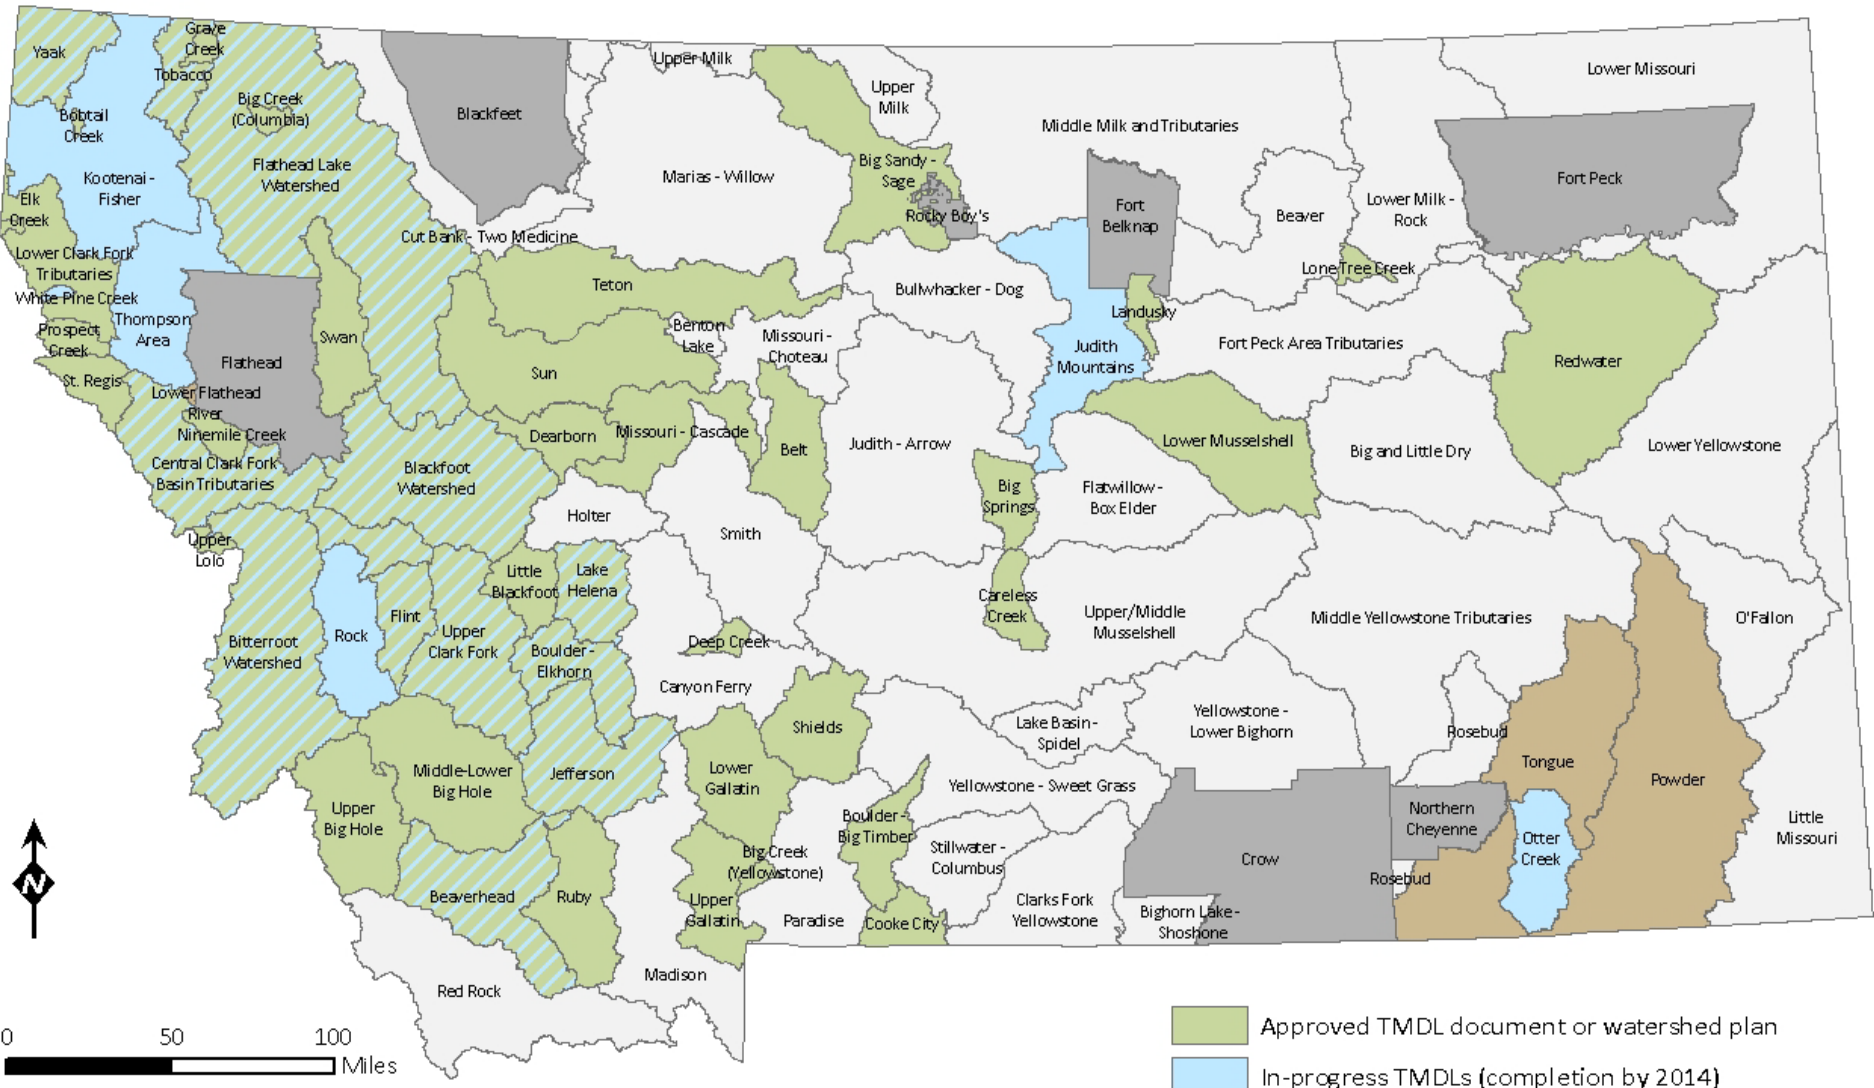 Yaak
Grave
Creek
Tobacco
Big Creek
(Columbia)
Bobtail
Creek
Flathead Lake
Watershed
Kootenai -
Fisher
Elk
Creek
Lower Clark Fork
Tributaries
White Pine Creek
Thompson
Area
Prospect
Creek
St. Regis
Flathead
Swan
Lower Flathead
River
Ninemile Creek
Central Clark Fork
Basin Tributaries
Blackfoot
Watershed
Upper
Lolo
Blackfeet
Upper Milk
Upper
Milk
Marias - Willow
Big Sandy -
Sage
Rocky Boy's
Cut Bank - Two Medicine
Teton
Benton
Lake
Sun
Missouri -
Choteau
Dearborn
Missouri - Cascade
Belt
Judith - Arrow
Holter
Smith
Middle Milk and Tributaries
Fort
Belknap
Beaver
Lower Milk -
Rock
Lower Missouri
Fort Peck
Lone Tree Creek
Bullwhacker - Dog
Landusky
Judith
Mountains
Fort Peck Area Tributaries
Redwater
Lower Musselshell
Big and Little Dry
Lower Yellowstone
Big
Springs
Flatwillow -
Box Elder
Careless
Creek
Upper/Middle
Musselshell
Middle Yellowstone Tributaries
O'Fallon
Bitterroot
Watershed
Rock
Flint
Upper
Clark Fork
Little
Blackfoot
Lake
Helena
Boulder -
Elkhorn
Deep Creek
Canyon Ferry
Shields
Lake Basin -
Spidel
Yellowstone -
Lower Bighorn
Rosebud
Tongue
Powder
Little
Missouri
Upper
Big Hole
Middle-Lower
Big Hole
Jefferson
Lower
Gallatin
Yellowstone - Sweet Grass
Boulder -
Big Timber
Stillwater -
Columbus
Crow
Northern
Cheyenne
Otter
Creek
Rosebud
Beaverhead
Ruby
Big Creek
(Yellowstone)
Upper
Gallatin
Paradise
Cooke City
Clarks Fork
Yellowstone
Bighorn Lake -
Shoshone
Madison
Red Rock
N
0 50 100
Miles
Approved TMDL document or watershed plan
In-progress TMDLs (completion by 2014)